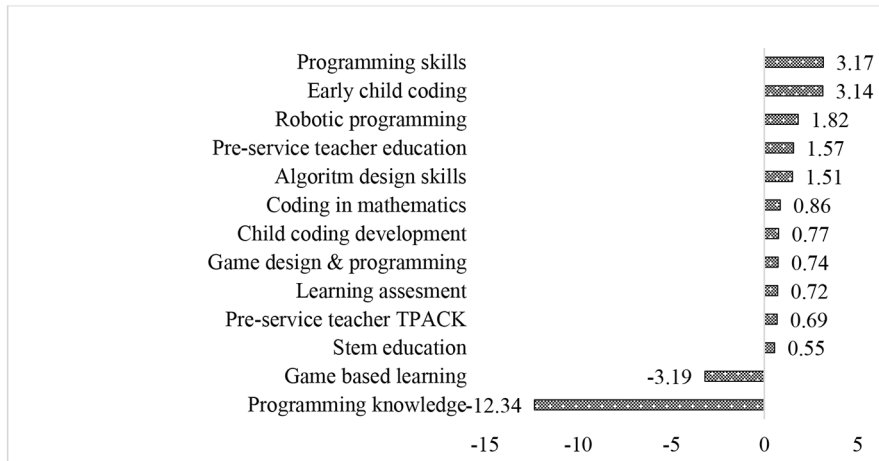 Programming skills 3.17
Early child coding 3.14
Robotic programming 1.82
Pre-service teacher education 1.57
Algoritm design skills 1.51
Coding in mathematics 0.86
Child coding development 0.77
Game design & programming 0.74
Learning assesment 0.72
Pre-service teacher TPACK 0.69
Stem education 0.55
Game based learning -3.19
Programming knowledge -12.34
-15 -10 -5 0 5